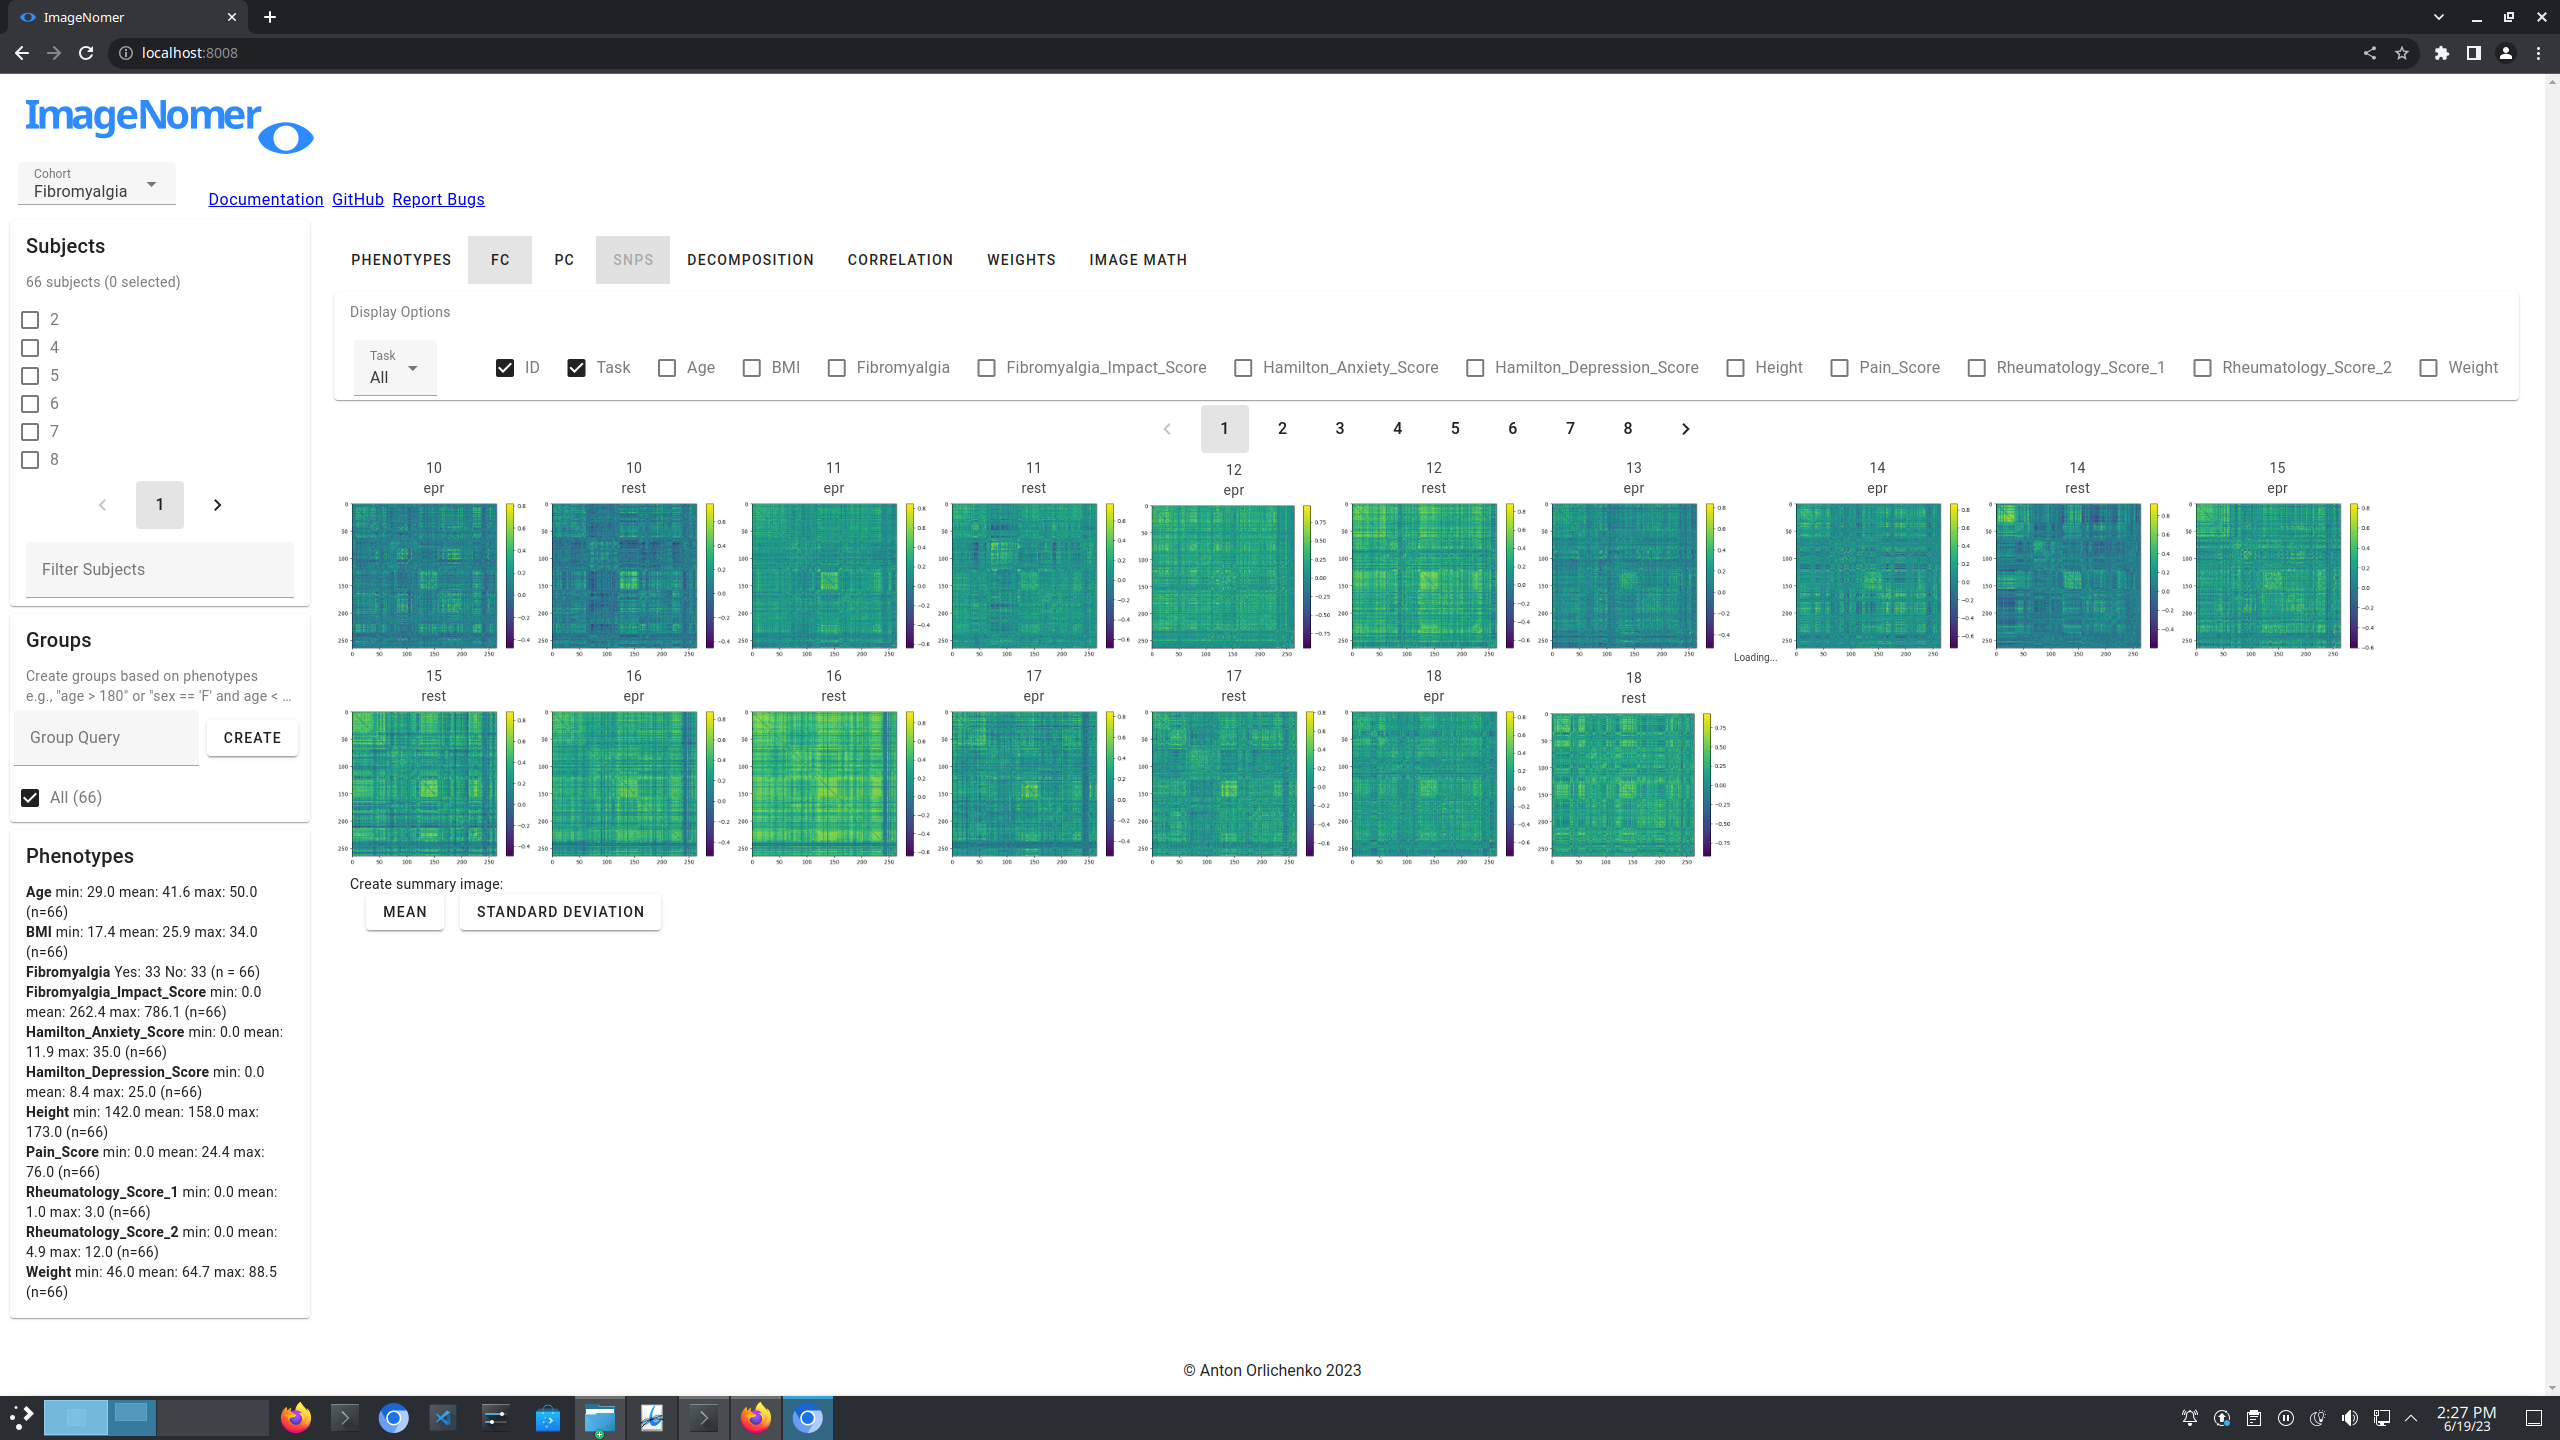 ImageNomer
localhost:8008
ImageNomer
Cohort
Fibromyalgia
Documentation GitHub Report Bugs
Subjects
66 subjects (0 selected)
2
4
5
6
7
8
1
Filter Subjects
Groups
Create groups based on phenotypes
e.g., "age > 180" or "sex == 'F' and age < ...
Group Query
CREATE
All (66)
Phenotypes
Age min: 29.0 mean: 41.6 max: 50.0
(n=66)
BMI min: 17.4 mean: 25.9 max: 34.0
(n=66)
Fibromyalgia Yes: 33 No: 33 (n = 66)
Fibromyalgia_Impact_Score min: 0.0
mean: 262.4 max: 786.1 (n=66)
Hamilton_Anxiety_Score min: 0.0 mean:
11.9 max: 35.0 (n=66)
Hamilton_Depression_Score min: 0.0
mean: 8.4 max: 25.0 (n=66)
Height min: 142.0 mean: 158.0 max:
173.0 (n=66)
Pain_Score min: 0.0 mean: 24.4 max:
76.0 (n=66)
Rheumatology_Score_1 min: 0.0 mean:
1.0 max: 3.0 (n=66)
Rheumatology_Score_2 min: 0.0 mean:
4.9 max: 12.0 (n=66)
Weight min: 46.0 mean: 64.7 max: 88.5
(n=66)
PHENOTYPES FC PC SNPS DECOMPOSITION CORRELATION WEIGHTS IMAGE MATH
Display Options
Task
All
ID Task Age BMI Fibromyalgia Fibromyalgia_Impact_Score Hamilton_Anxiety_Score Hamilton_Depression_Score Height Pain_Score Rheumatology_Score_1 Rheumatology_Score_2 Weight
1 2 3 4 5 6 7 8
10 10 11 11 12 12 13 14 14 15
epr rest epr rest epr rest epr epr rest epr
Loading...
15 16 16 17 17 18 18
rest epr rest epr rest epr rest
Create summary image:
MEAN STANDARD DEVIATION
© Anton Orlichenko 2023
2:27 PM
6/19/23